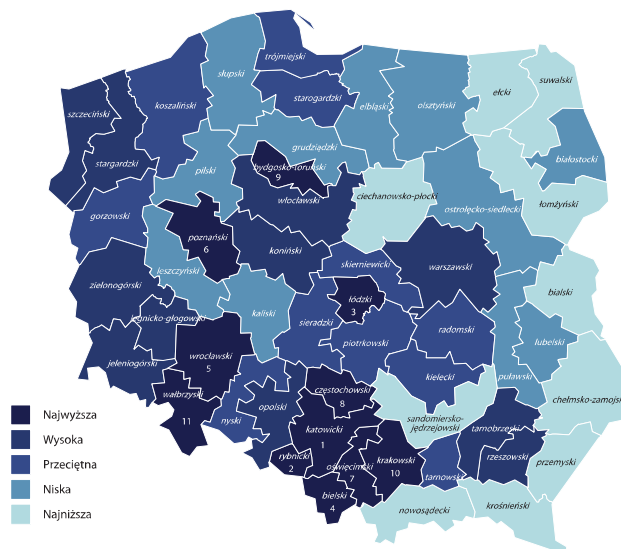 trójmiejski
słupski
suwalski
ełcki
starogardzki
koszaliński
elbląski
olsztyński
szczeciński
grudziądzki
białostocki
stargardzki
pilski
bydgosko-toruński
9
ciechanowsko-płocki
włocławski
łomżyński
ostrołęcko-siedlecki
gorzowski
poznański
6
koniński
skierniewicki
warszawski
leszczyński
zielonogórski
bialski
łódzki
3
kaliski
legnicko-głogowski
sieradzki
radomski
piotrkowski
lubelski
wrocławski
5
jeleniogórski
kielecki
puławski
wałbrzyski
11
częstochowski
8
chełmsko-zamojski
opolski
nyski
sandomiersko-
jędrzejowski
tarnobrzeski
katowicki
1
rybnicki
2
oświęcimski
7
krakowski
10
rzeszowski
przemyski
tarnowski
bielski
4
nowosądecki
krośnieński
Najwyższa
Wysoka
Przeciętna
Niska
Najniższa